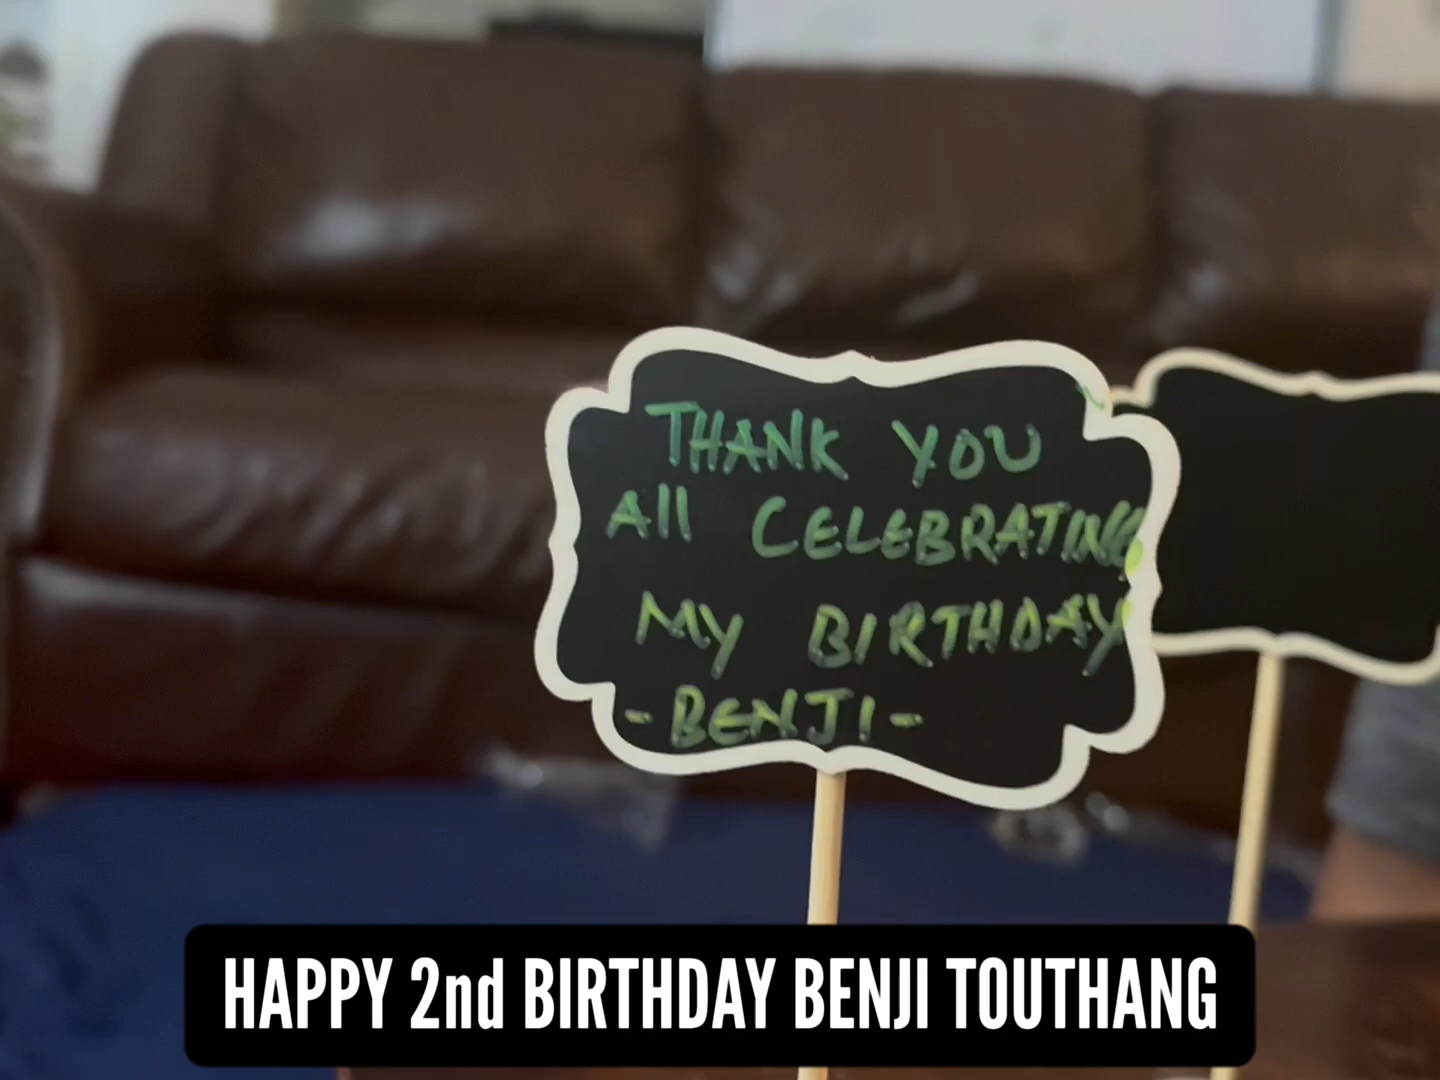 THANK YOU
All CELEBRATING
MY BIRTHDAY
-BENJI-
HAPPY 2nd BIRTHDAY BENJI TOUTHANG